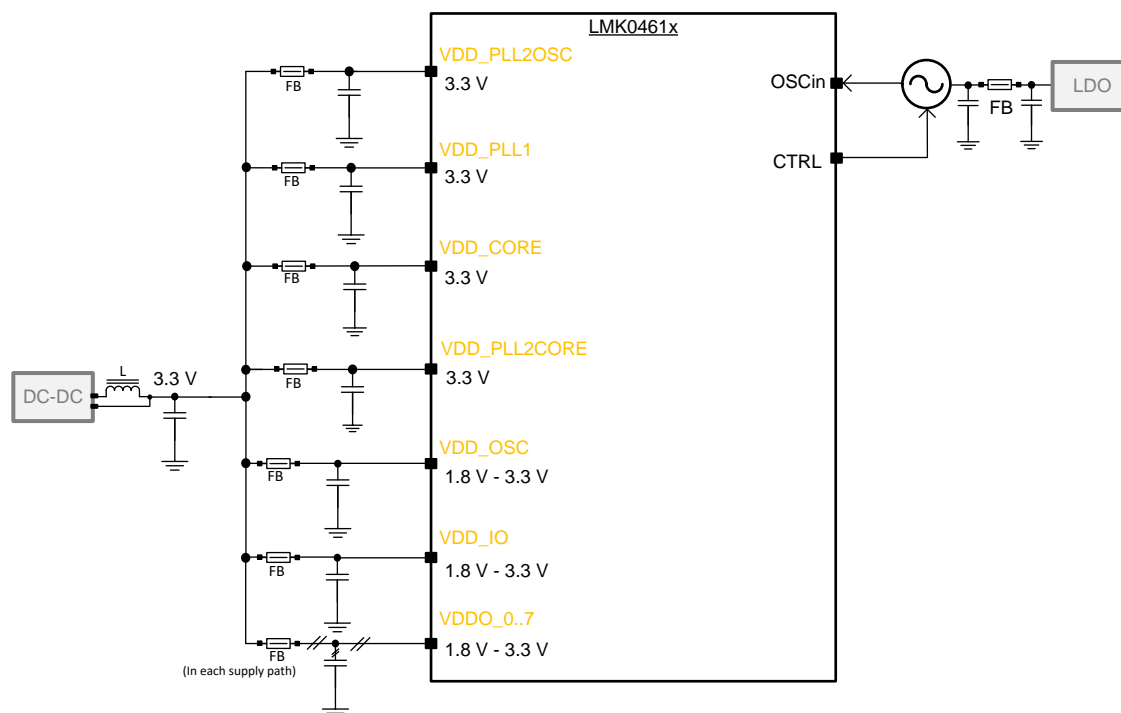 LMK0461x
VDD_PLL2OSC
3.3 V
FB
OSCin
FB
LDO
VDD_PLL1
3.3 V
FB
CTRL
VDD_CORE
3.3 V
FB
VDD_PLL2CORE
3.3 V
FB
DC-DC
L
3.3 V
VDD_OSC
1.8 V - 3.3 V
FB
VDD_IO
1.8 V - 3.3 V
FB
VDDO_0..7
1.8 V - 3.3 V
FB
(In each supply path)